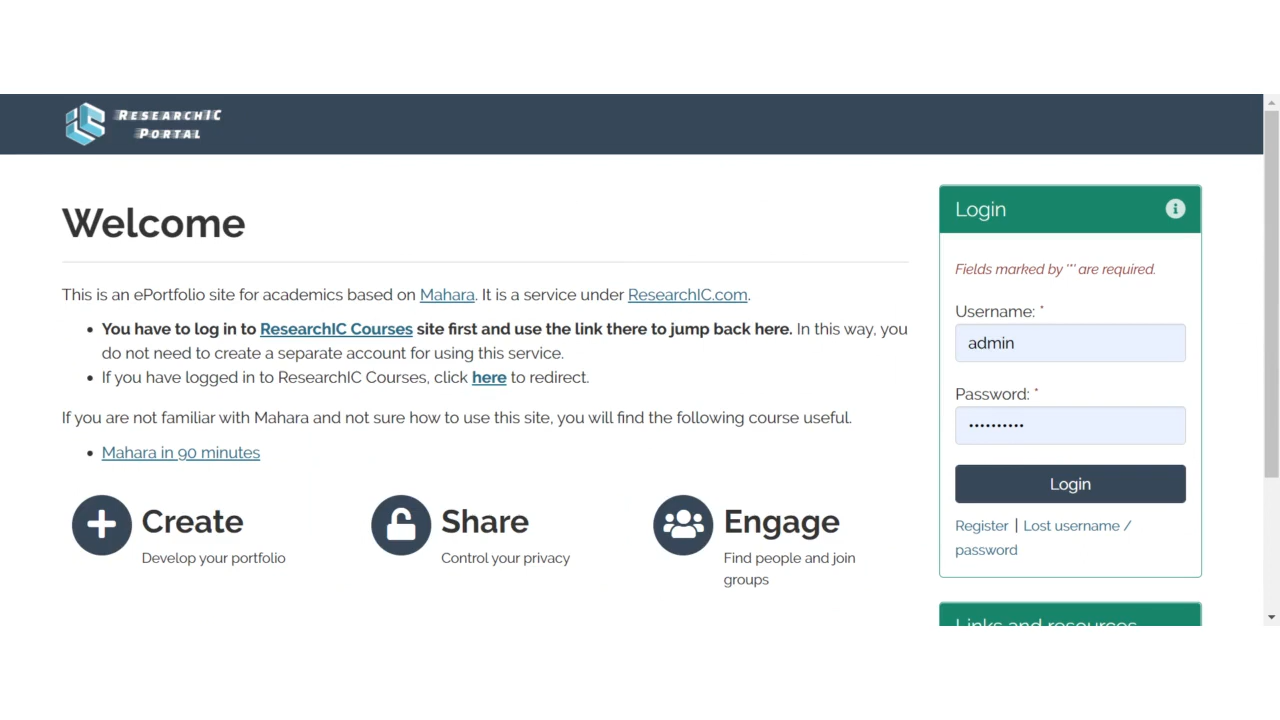 ResearchIC
Portal
Welcome
This is an ePortfolio site for academics based on Mahara. It is a service under ResearchIC.com.
• You have to log in to ResearchIC Courses site first and use the link there to jump back here. In this way, you
do not need to create a separate account for using this service.
• If you have logged in to ResearchIC Courses, click here to redirect.
If you are not familiar with Mahara and not sure how to use this site, you will find the following course useful.
• Mahara in 90 minutes
Create
Develop your portfolio
Share
Control your privacy
Engage
Find people and join
groups
Login
Fields marked by '*' are required.
Username: *
admin
Password: *
••••••••••
Login
Register | Lost username /
password
Links and resources